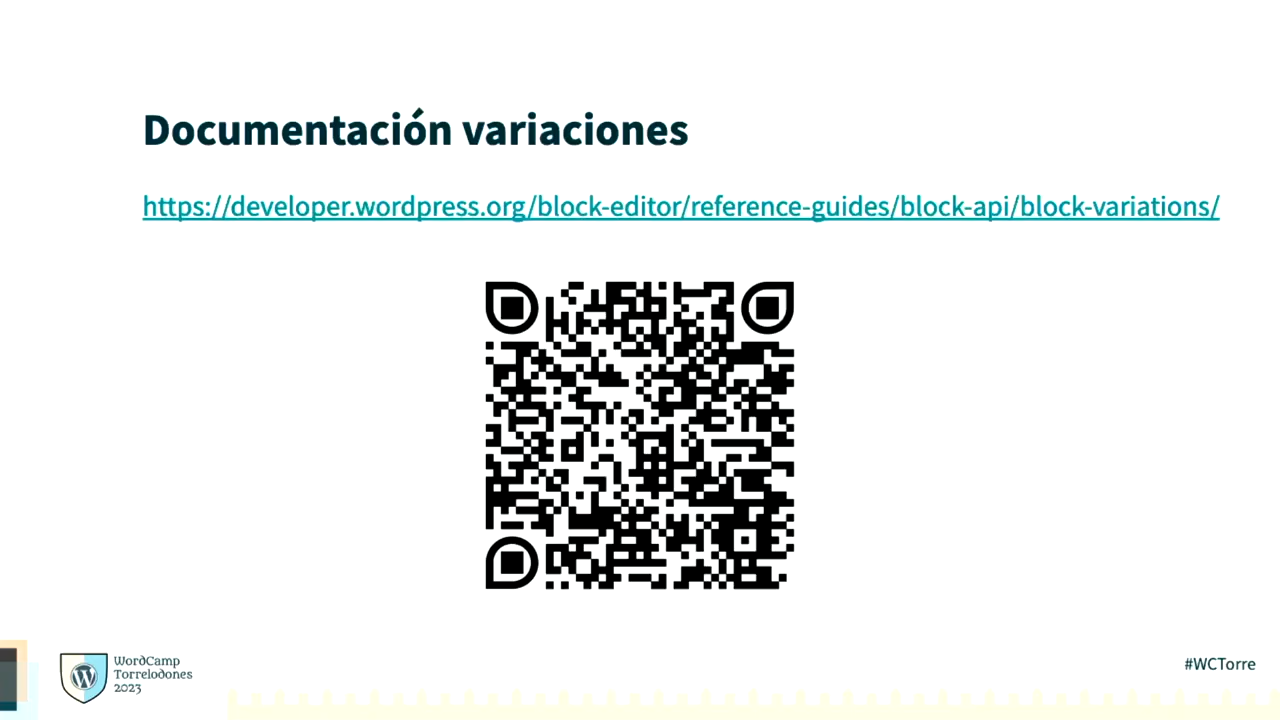 Documentación variaciones
https://developer.wordpress.org/block-editor/reference-guides/block-api/block-variations/
WordCamp
Torrelodones
2023
#WCTorre